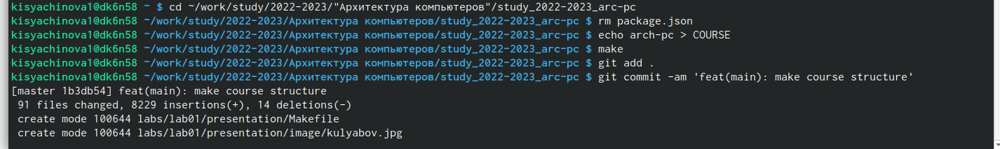 kisyachinova1@dk6n58 ~ $ cd ~/work/study/2022-2023/"Архитектура компьютеров"/study_2022-2023_arc-pc
kisyachinova1@dk6n58 ~/work/study/2022-2023/Архитектура компьютеров/study_2022-2023_arc-pc $ rm package.json
kisyachinova1@dk6n58 ~/work/study/2022-2023/Архитектура компьютеров/study_2022-2023_arc-pc $ echo arch-pc > COURSE
kisyachinova1@dk6n58 ~/work/study/2022-2023/Архитектура компьютеров/study_2022-2023_arc-pc $ make
kisyachinova1@dk6n58 ~/work/study/2022-2023/Архитектура компьютеров/study_2022-2023_arc-pc $ git add .
kisyachinova1@dk6n58 ~/work/study/2022-2023/Архитектура компьютеров/study_2022-2023_arc-pc $ git commit -am 'feat(main): make course structure'
[master 1b3db54] feat(main): make course structure
 91 files changed, 8229 insertions(+), 14 deletions(-)
 create mode 100644 labs/lab01/presentation/Makefile
 create mode 100644 labs/lab01/presentation/image/kulyabov.jpg